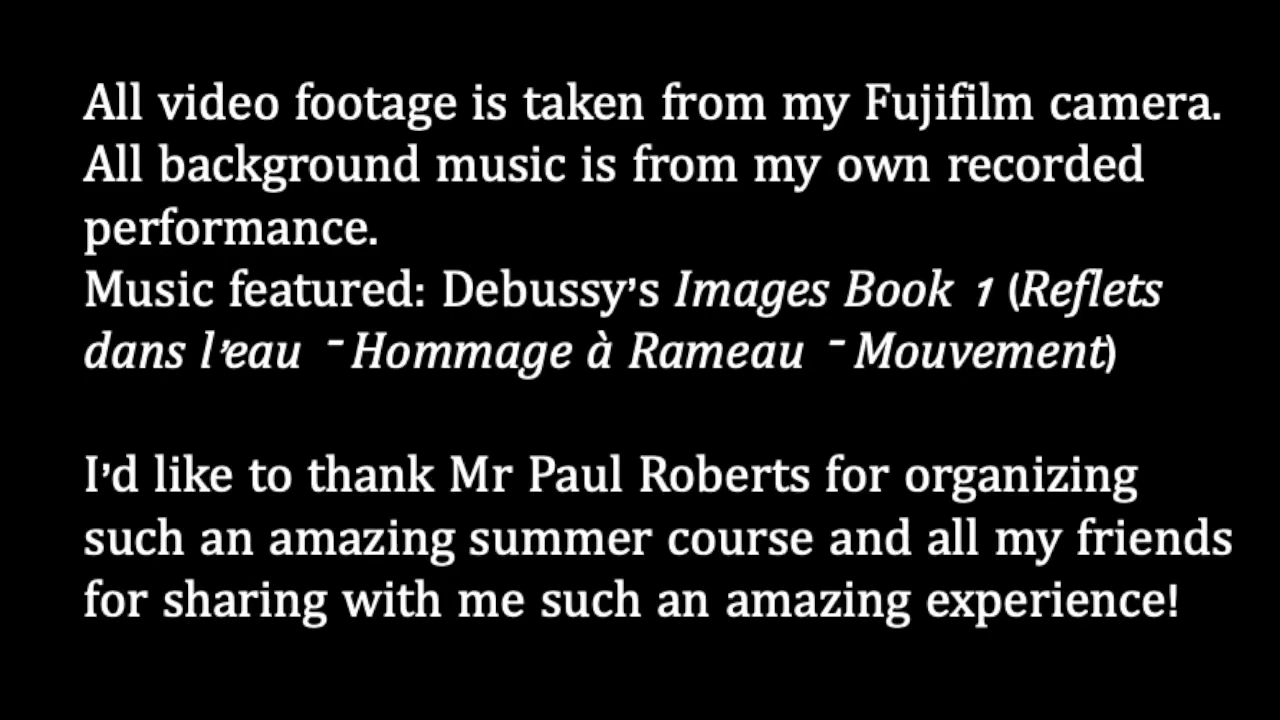 All video footage is taken from my Fujifilm camera.
All background music is from my own recorded
performance.
Music featured: Debussy's Images Book 1 (Reflets
dans l'eau - Hommage à Rameau - Mouvement)
I'd like to thank Mr Paul Roberts for organizing
such an amazing summer course and all my friends
for sharing with me such an amazing experience!